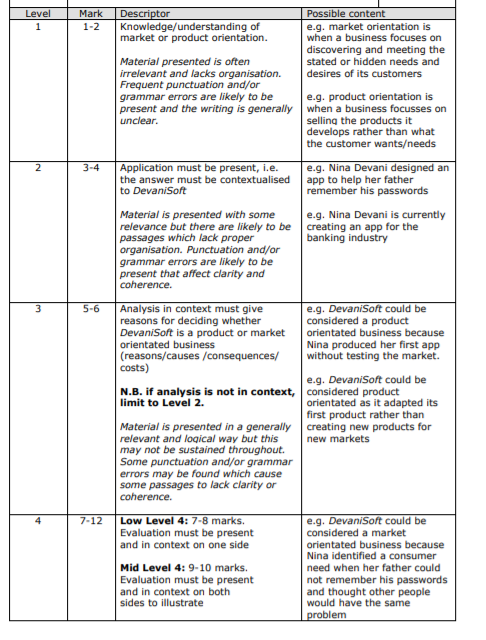 Level Mark Descriptor Possible content
1 1-2 Knowledge/understanding of
market or product orientation.
Material presented is often
irrelevant and lacks organisation.
Frequent punctuation and/or
grammar errors are likely to be
present and the writing is generally
unclear.
e.g. market orientation is
when a business focuses on
discovering and meeting the
stated or hidden needs and
desires of its customers
e.g. product orientation is
when a business focusses on
selling the products it
develops rather than what
the customer wants/needs
2 3-4 Application must be present, i.e.
the answer must be contextualised
to DevaniSoft
Material is presented with some
relevance but there are likely to be
passages which lack proper
organisation. Punctuation and/or
grammar errors are likely to be
present that affect clarity and
coherence.
e.g. Nina Devani designed an
app to help her father
remember his passwords
e.g. Nina Devani is currently
creating an app for the
banking industry
3 5-6 Analysis in context must give
reasons for deciding whether
DevaniSoft is a product or market
orientated business
(reasons/causes /consequences/
costs)
N.B. if analysis is not in context,
limit to Level 2.
Material is presented in a generally
relevant and logical way but this
may not be sustained throughout.
Some punctuation and/or grammar
errors may be found which cause
some passages to lack clarity or
coherence.
e.g. DevaniSoft could be
considered a product
orientated business because
Nina produced her first app
without testing the market.
e.g. DevaniSoft could be
considered product
orientated as it adapted its
first product rather than
creating new products for
new markets
4 7-12 Low Level 4: 7-8 marks.
Evaluation must be present
and in context on one side
Mid Level 4: 9-10 marks.
Evaluation must be present
and in context on both
sides to illustrate
e.g. DevaniSoft could be
considered a market
orientated business because
Nina identified a consumer
need when her father could
not remember his passwords
and thought other people
would have the same
problem